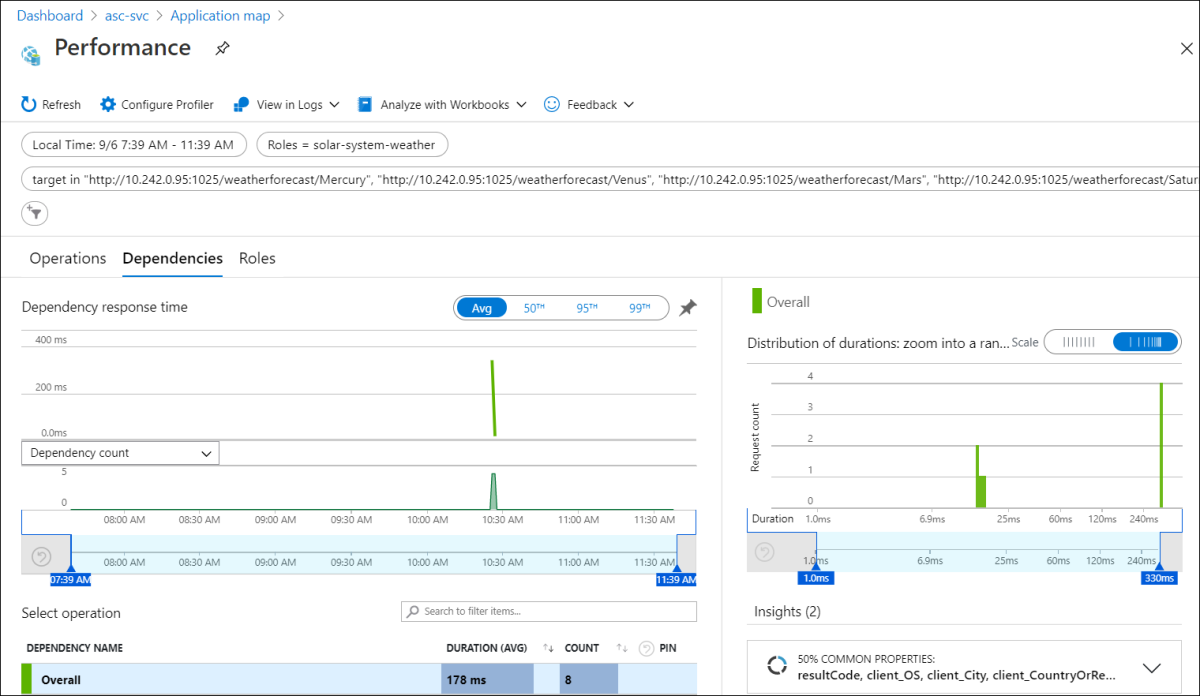 Dashboard > asc-svc > Application map >
Performance
Refresh Configure Profiler View in Logs Analyze with Workbooks Feedback
Local Time: 9/6 7:39 AM - 11:39 AM Roles = solar-system-weather
target in "http://10.242.0.95:1025/weatherforecast/Mercury", "http://10.242.0.95:1025/weatherforecast/Venus", "http://10.242.0.95:1025/weatherforecast/Mars", "http://10.242.0.95:1025/weatherforecast/Satur
Operations Dependencies Roles
Dependency response time
Avg 50TH 95TH 99TH
400 ms
200 ms
0.0ms
Dependency count
5
0
08:00 AM 08:30 AM 09:00 AM 09:30 AM 10:00 AM 10:30 AM 11:00 AM 11:30 AM
08:00 AM 08:30 AM 09:00 AM 09:30 AM 10:00 AM 10:30 AM 11:00 AM 11:30 AM
07:39 AM 11:39 AM
Select operation
Search to filter items...
DEPENDENCY NAME DURATION (AVG) COUNT PIN
Overall 178 ms 8
Overall
Distribution of durations: zoom into a ran... Scale
Request count
4
3
2
1
0
Duration 1.0ms 6.9ms 25ms 60ms 120ms 240ms
1.0ms 6.9ms 25ms 60ms 120ms 240ms
1.0ms 330ms
Insights (2)
50% COMMON PROPERTIES:
resultCode, client_OS, client_City, client_CountryOrRe...